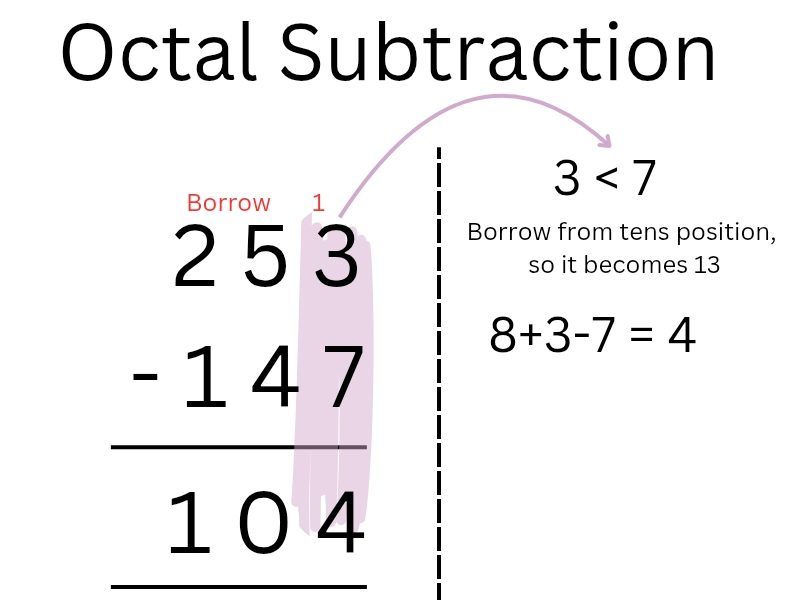 Octal Subtraction
Borrow 1
2 5 3
- 1 4 7
1 0 4
3 < 7
Borrow from tens position,
so it becomes 13
8+3-7 = 4